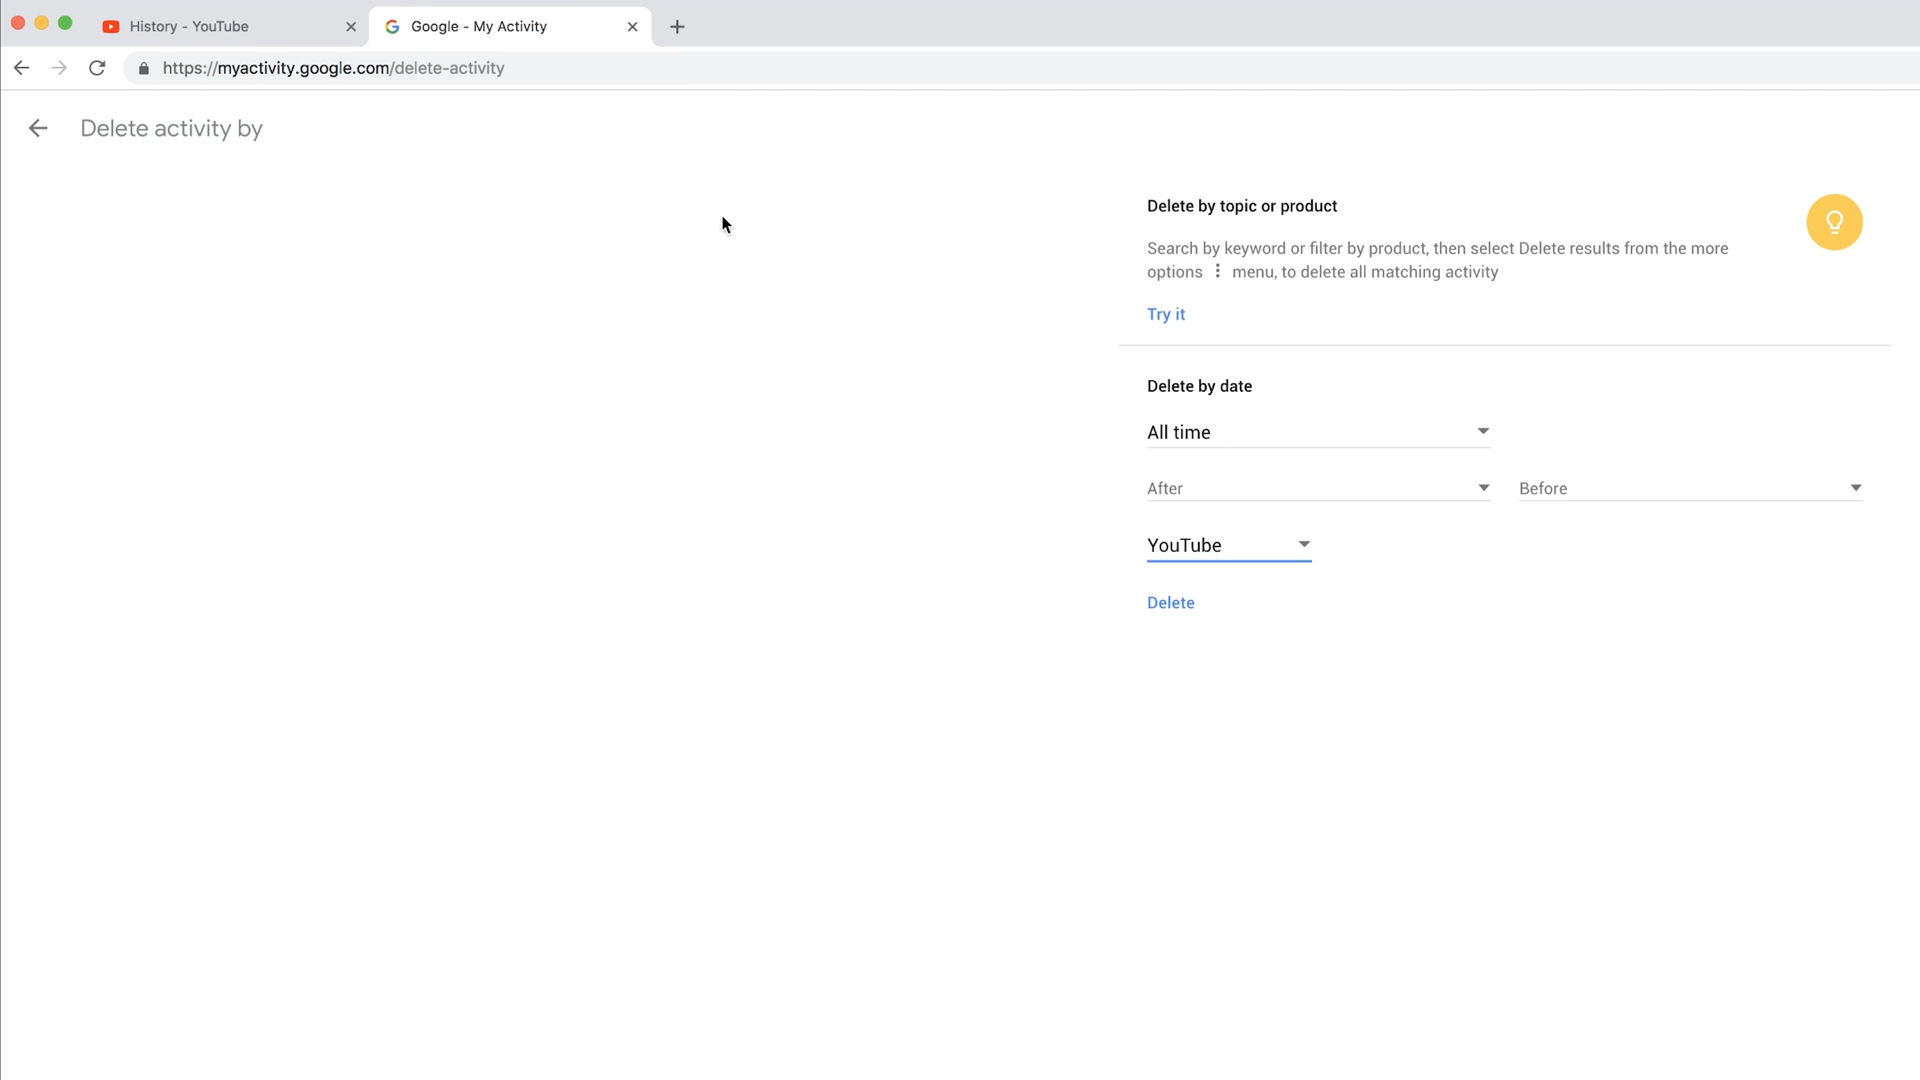 History - YouTube
Google - My Activity
https://myactivity.google.com/delete-activity
Delete activity by
Delete by topic or product
Search by keyword or filter by product, then select Delete results from the more
options ⋮ menu, to delete all matching activity
Try it
Delete by date
All time
After
Before
YouTube
Delete